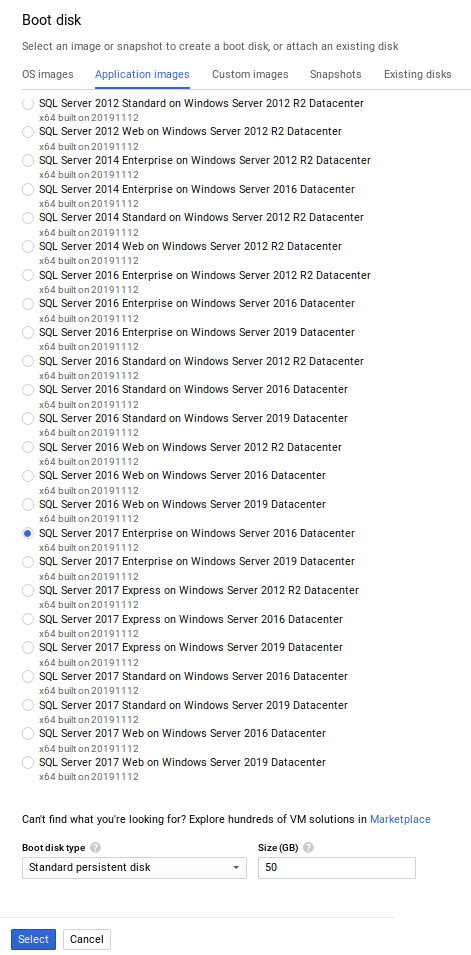 Boot disk
Select an image or snapshot to create a boot disk, or attach an existing disk
OS images Application images Custom images Snapshots Existing disks
SQL Server 2012 Standard on Windows Server 2012 R2 Datacenter
x64 built on 20191112
SQL Server 2012 Web on Windows Server 2012 R2 Datacenter
x64 built on 20191112
SQL Server 2014 Enterprise on Windows Server 2012 R2 Datacenter
x64 built on 20191112
SQL Server 2014 Enterprise on Windows Server 2016 Datacenter
x64 built on 20191112
SQL Server 2014 Standard on Windows Server 2012 R2 Datacenter
x64 built on 20191112
SQL Server 2014 Web on Windows Server 2012 R2 Datacenter
x64 built on 20191112
SQL Server 2016 Enterprise on Windows Server 2012 R2 Datacenter
x64 built on 20191112
SQL Server 2016 Enterprise on Windows Server 2016 Datacenter
x64 built on 20191112
SQL Server 2016 Enterprise on Windows Server 2019 Datacenter
x64 built on 20191112
SQL Server 2016 Standard on Windows Server 2012 R2 Datacenter
x64 built on 20191112
SQL Server 2016 Standard on Windows Server 2016 Datacenter
x64 built on 20191112
SQL Server 2016 Standard on Windows Server 2019 Datacenter
x64 built on 20191112
SQL Server 2016 Web on Windows Server 2012 R2 Datacenter
x64 built on 20191112
SQL Server 2016 Web on Windows Server 2016 Datacenter
x64 built on 20191112
SQL Server 2016 Web on Windows Server 2019 Datacenter
x64 built on 20191112
SQL Server 2017 Enterprise on Windows Server 2016 Datacenter
x64 built on 20191112
SQL Server 2017 Enterprise on Windows Server 2019 Datacenter
x64 built on 20191112
SQL Server 2017 Express on Windows Server 2012 R2 Datacenter
x64 built on 20191112
SQL Server 2017 Express on Windows Server 2016 Datacenter
x64 built on 20191112
SQL Server 2017 Express on Windows Server 2019 Datacenter
x64 built on 20191112
SQL Server 2017 Standard on Windows Server 2016 Datacenter
x64 built on 20191112
SQL Server 2017 Standard on Windows Server 2019 Datacenter
x64 built on 20191112
SQL Server 2017 Web on Windows Server 2016 Datacenter
x64 built on 20191112
SQL Server 2017 Web on Windows Server 2019 Datacenter
x64 built on 20191112
Can't find what you're looking for? Explore hundreds of VM solutions in Marketplace
Boot disk type ? Size (GB) ?
Standard persistent disk 50
Select Cancel